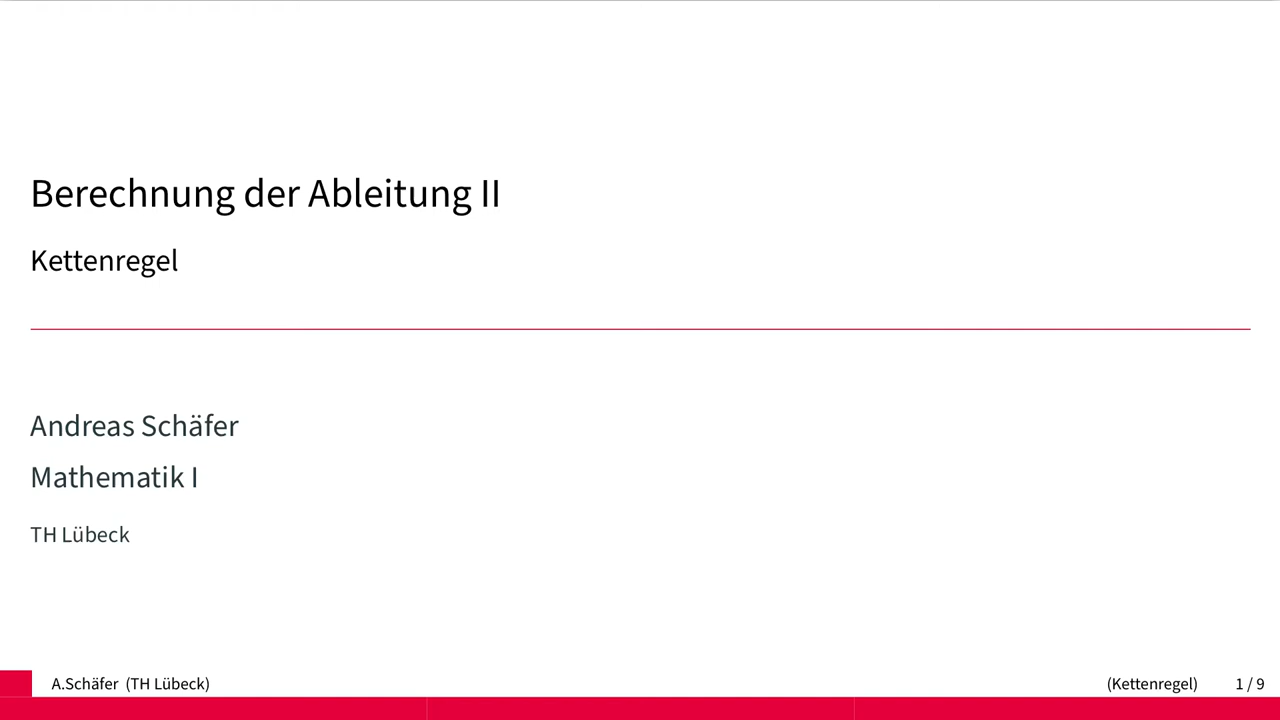 Berechnung der Ableitung II
Kettenregel
Andreas Schäfer
Mathematik I
TH Lübeck
A.Schäfer (TH Lübeck) (Kettenregel) 1 / 9